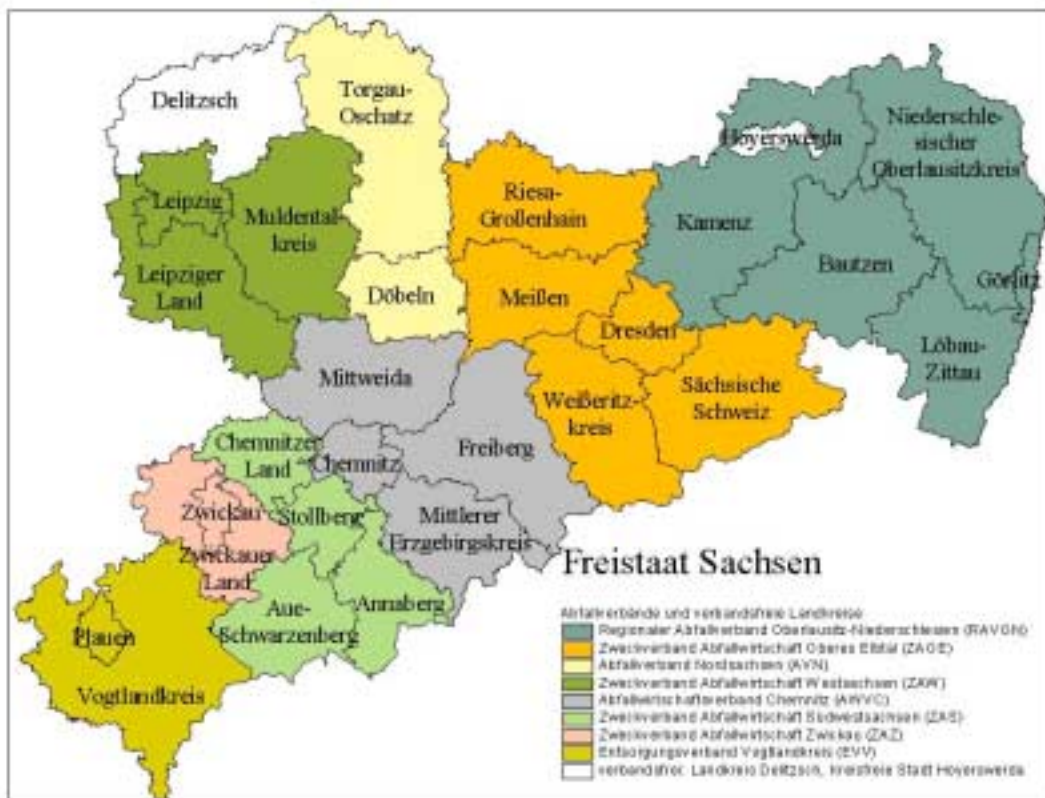 Delitzsch
Torgau-
Oschatz
Hoyerswerda
Niederschle-
sischer
Oberlausitzkreis
Leipzig
Muldental-
kreis
Riesa-
Großenhain
Kamenz
Bautzen
Görlitz
Leipziger
Land
Döbeln
Meißen
Dresden
Löbau-
Zittau
Mittweida
Weißeritz-
kreis
Sächsische
Schweiz
Chemnitzer
Land
Chemnitz
Freiberg
Zwickau
Stollberg
Mittlerer
Erzgebirgskreis
Zwickauer
Land
Aue-
Schwarzenberg
Annaberg
Plauen
Vogtlandkreis
Freistaat Sachsen
Abfallverbände und verbandsfreie Landkreise
Regionaler Abfallverband Oberlausitz-Niederschlesien (RAVON)
Zweckverband Abfallwirtschaft Oberes Elbtal (ZAOE)
Abfallverband Nordsachsen (AVN)
Zweckverband Abfallwirtschaft Westsachsen (ZAW)
Abfallwirtschaftsverband Chemnitz (AWVC)
Zweckverband Abfallwirtschaft Südwestsachsen (ZAS)
Zweckverband Abfallwirtschaft Zwickau (ZAZ)
Entsorgungsverband Vogtlandkreis (EVV)
verbandsfrei: Landkreis Delitzsch, kreisfreie Stadt Hoyerswerda